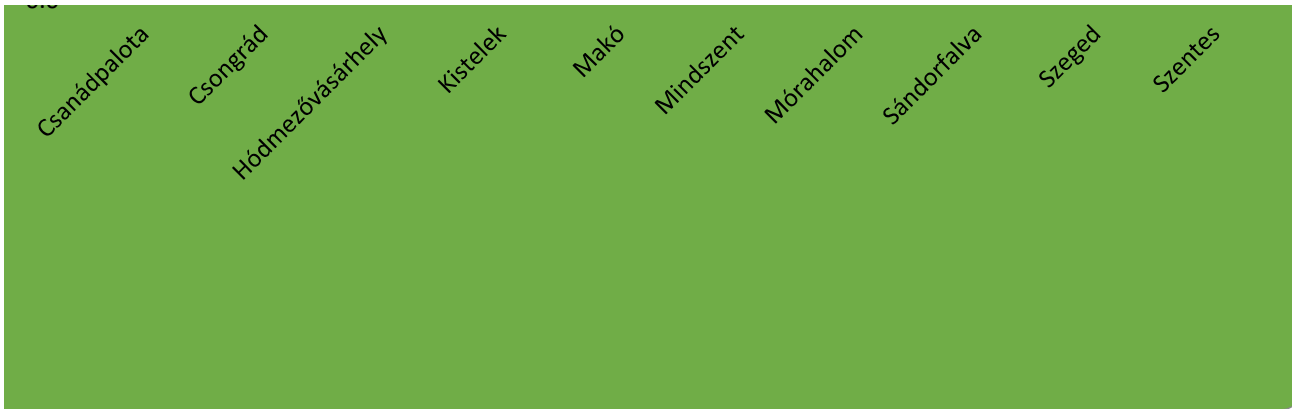 Csanádpalota
Csongrád
Hódmezővásárhely
Kistelek
Makó
Mindszent
Mórahalom
Sándorfalva
Szeged
Szentes